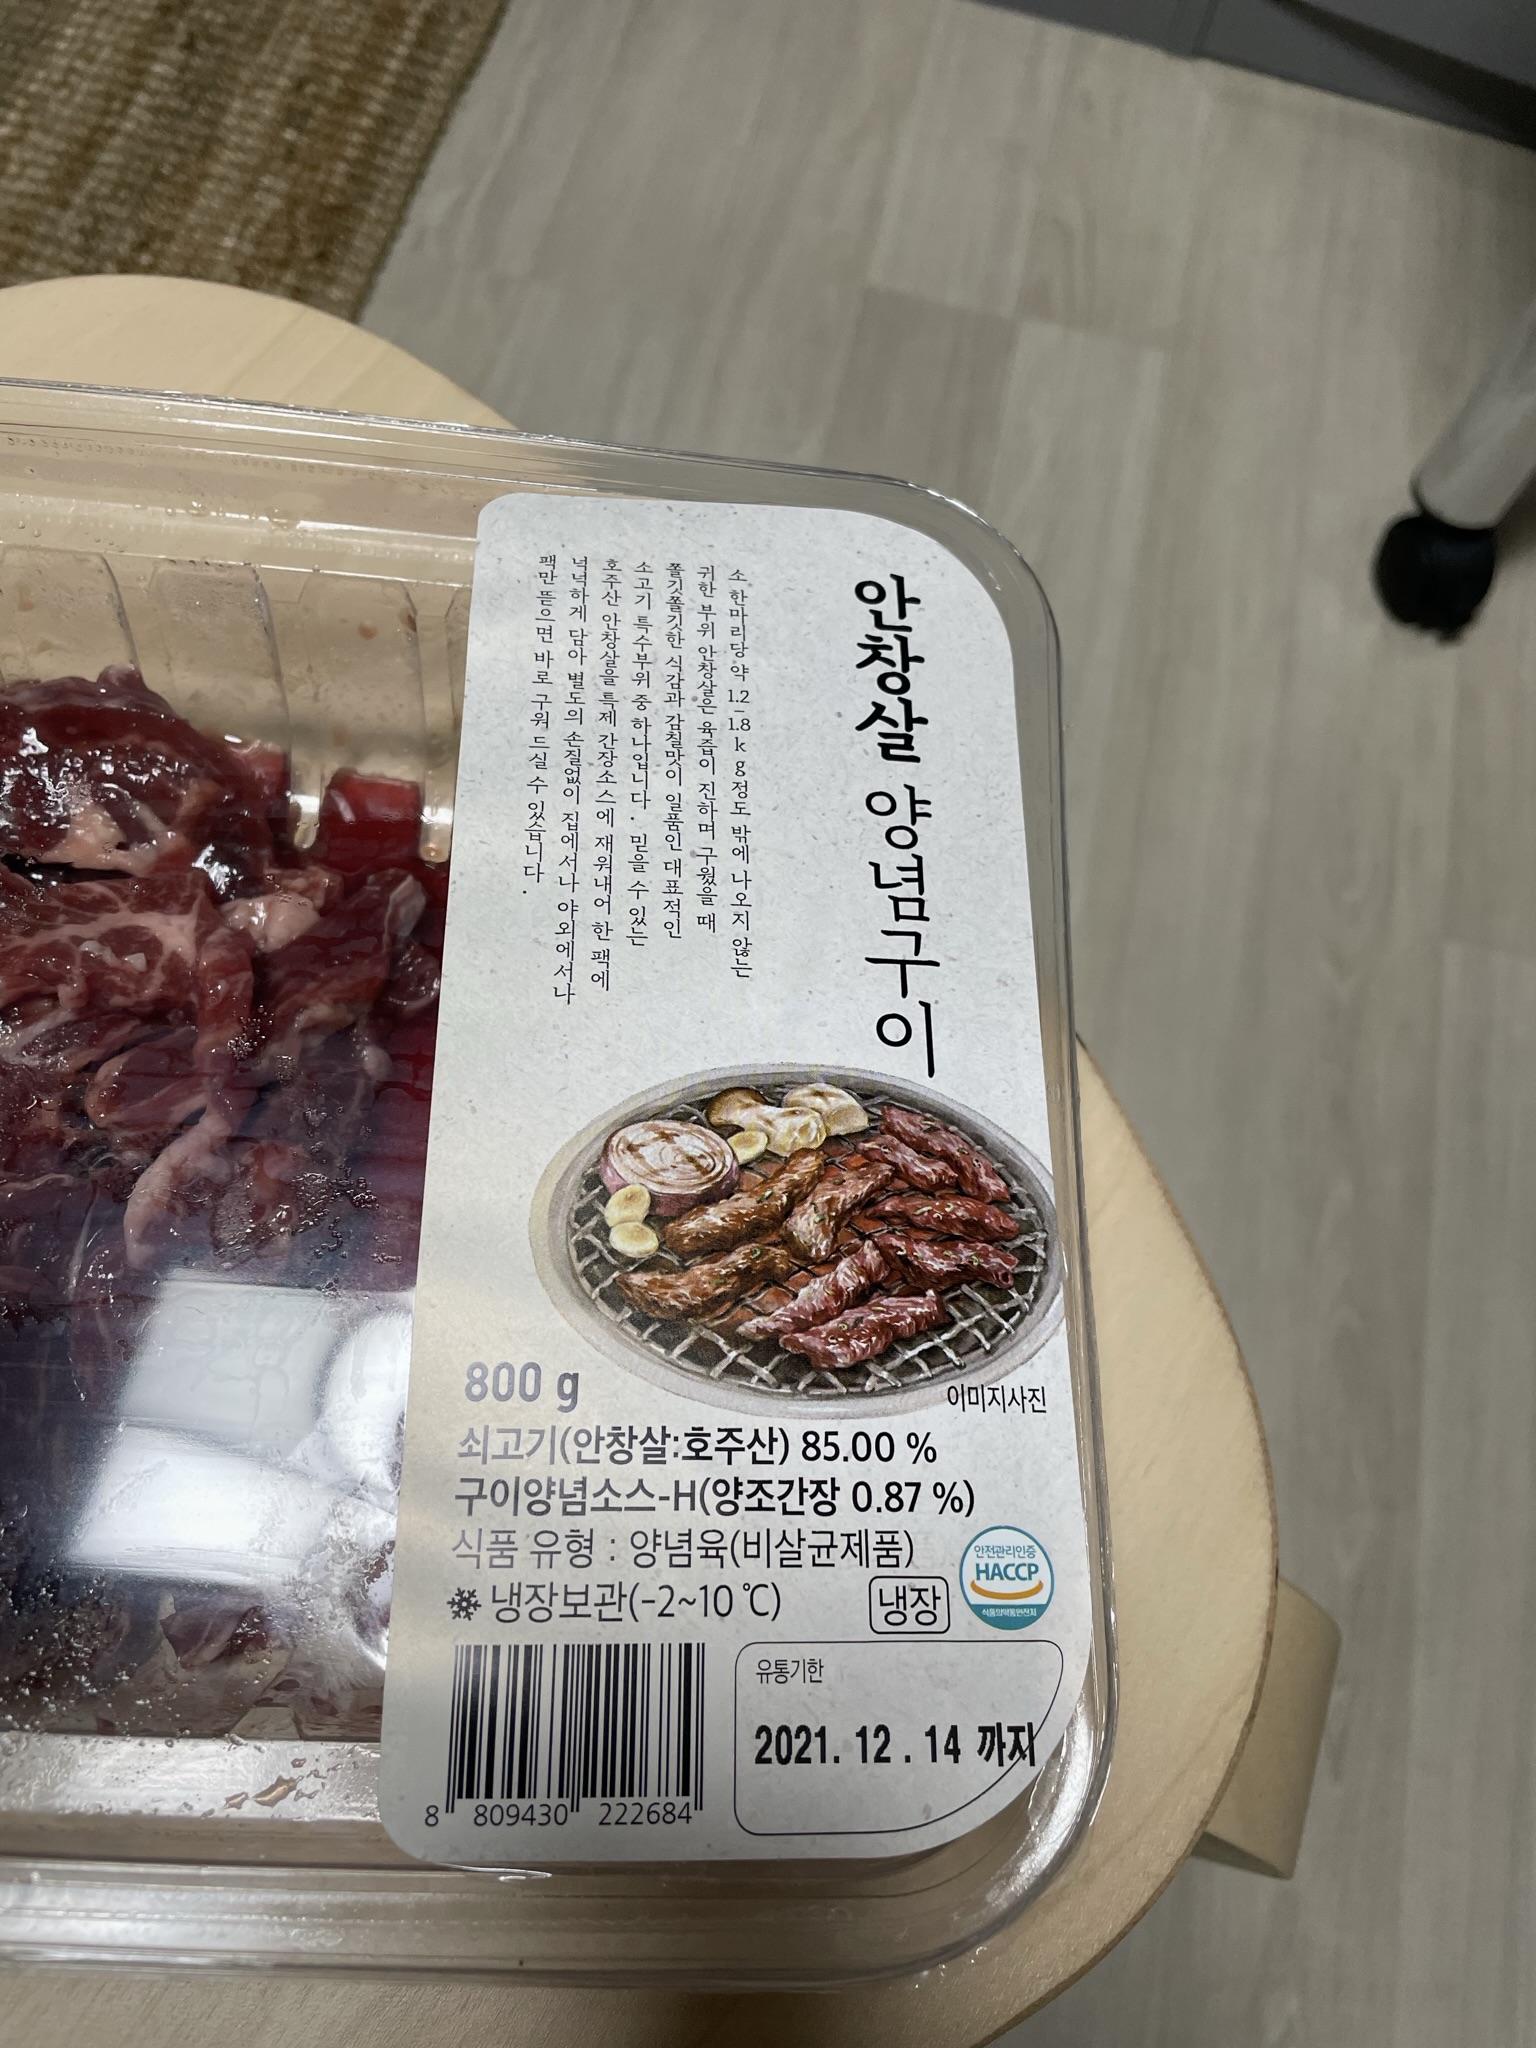 안창살 양념구이
소 한마리당 약 1.2~1.8kg정도 밖에 나오지 않는
귀한 부위 안창살은 육즙이 진하며 구웠을 때
쫄깃쫄깃한 식감과 감칠맛이 일품인 대표적인
소고기 특수부위 중 하나입니다. 믿을 수 있는
호주산 안창살을 특제 간장소스에 재워내어 한 팩에
넉넉하게 담아 별도의 손질없이 집에서나 야외에서나
팩만 뜯으면 바로 구워 드실 수 있습니다.
이미지사진
800 g
쇠고기(안창살:호주산) 85.00 %
구이양념소스-H(양조간장 0.87 %)
식품 유형 : 양념육(비살균제품)
냉장보관(-2~10 ℃)
냉장
안전관리인증
HACCP
식품의약품안전처
유통기한
2021. 12 . 14 까지
8 809430 222684